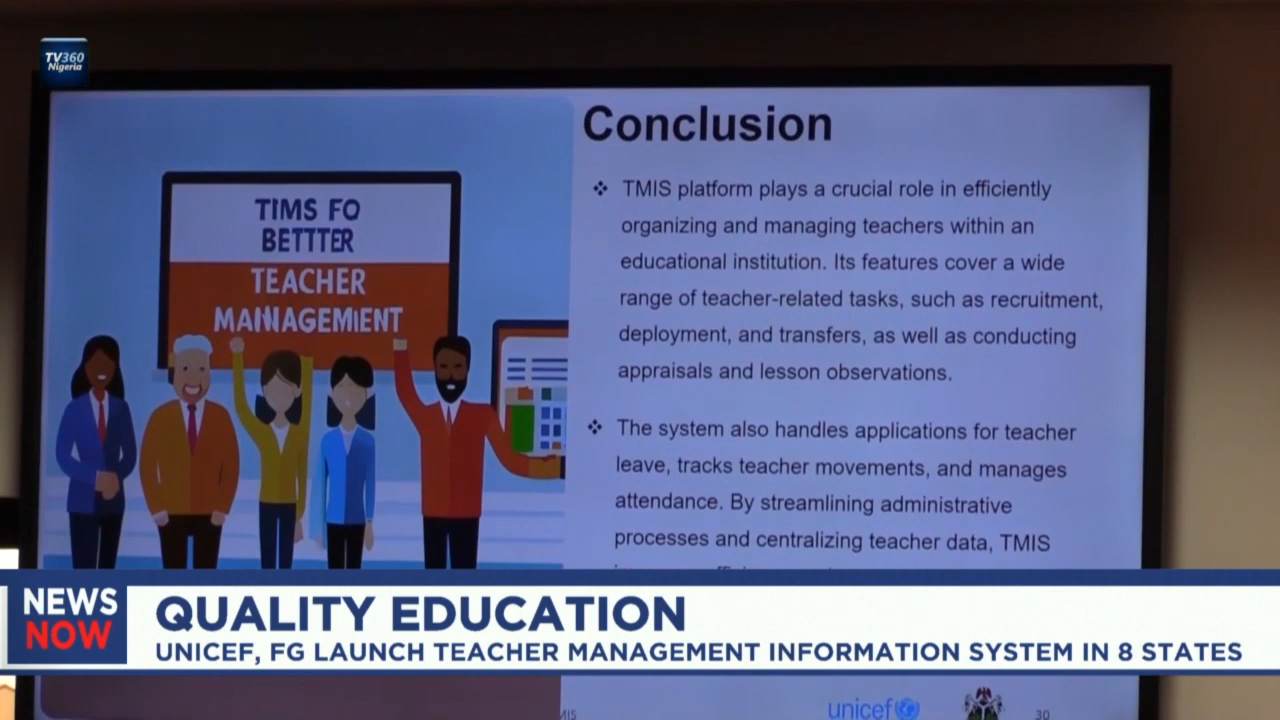 TV360
Nigeria
TIMS FO
BETTTER
TEACHER
MANAGEMENT
Conclusion
❖ TMIS platform plays a crucial role in efficiently
organizing and managing teachers within an
educational institution. Its features cover a wide
range of teacher-related tasks, such as recruitment,
deployment, and transfers, as well as conducting
appraisals and lesson observations.
❖ The system also handles applications for teacher
leave, tracks teacher movements, and manages
attendance. By streamlining administrative
processes and centralizing teacher data, TMIS
NEWS
NOW
QUALITY EDUCATION
UNICEF, FG LAUNCH TEACHER MANAGEMENT INFORMATION SYSTEM IN 8 STATES
unicef
30